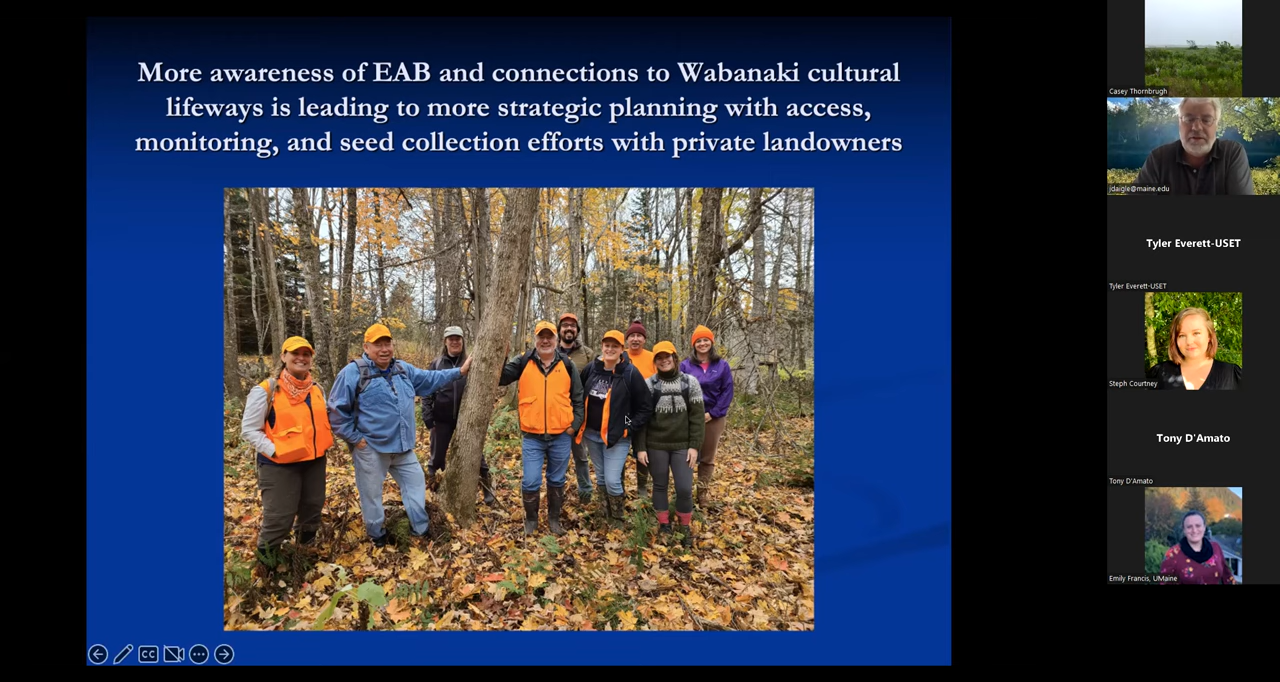 More awareness of EAB and connections to Wabanaki cultural
lifeways is leading to more strategic planning with access,
monitoring, and seed collection efforts with private landowners
CC
Casey Thornbrugh
jdaigle@maine.edu
Tyler Everett-USET
Tyler Everett-USET
Steph Courtney
Tony D'Amato
Tony D'Amato
Emily Francis, UMaine